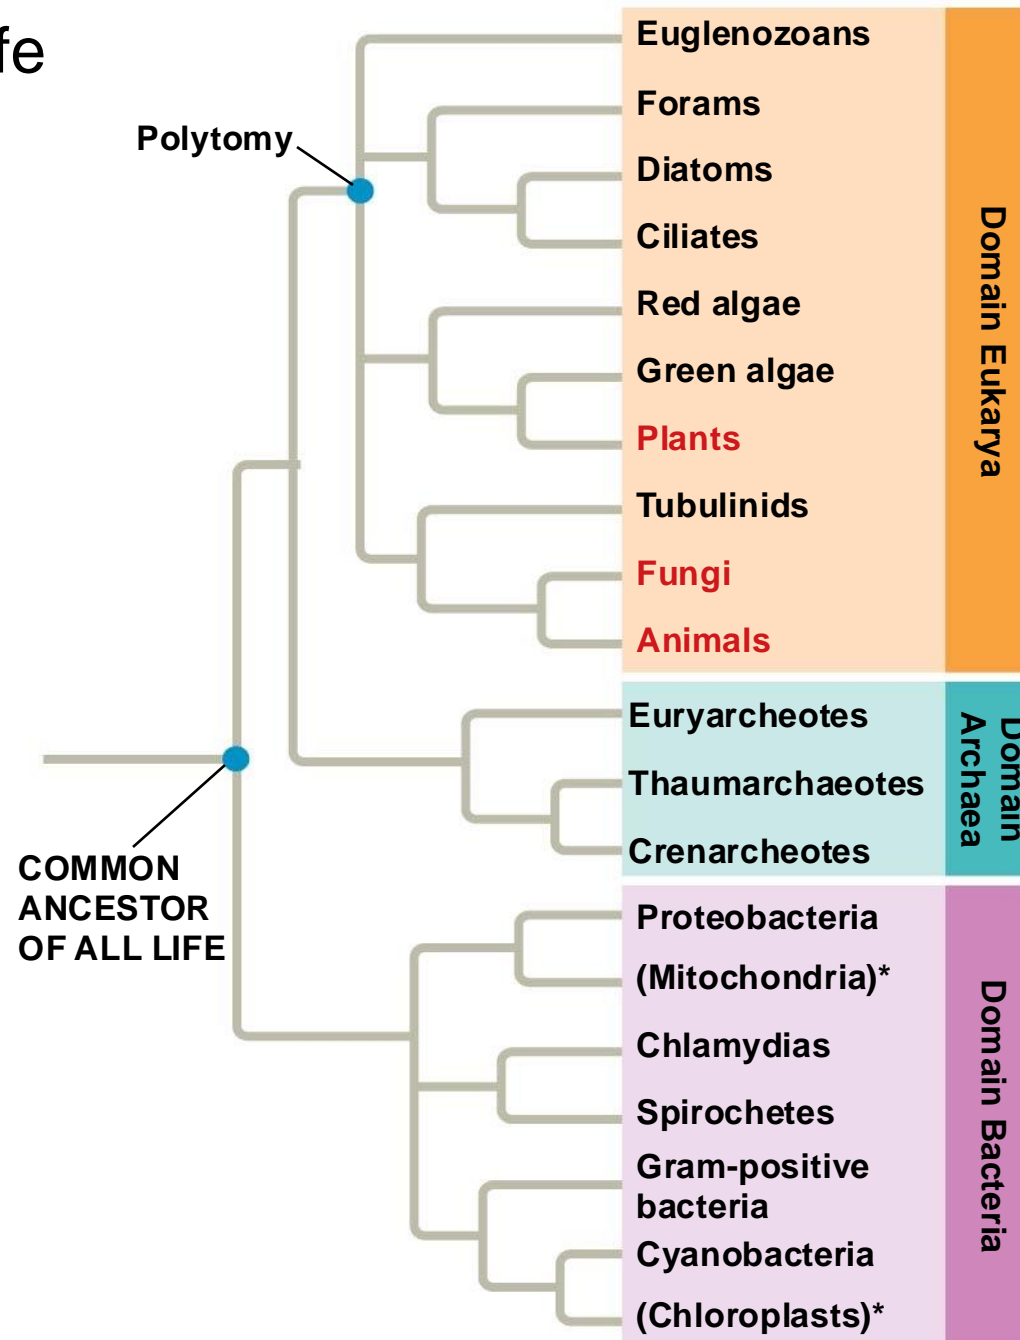 fe
Polytomy
COMMON
ANCESTOR
OF ALL LIFE
Euglenozoans
Forams
Diatoms
Ciliates
Red algae
Green algae
Plants
Tubulinids
Fungi
Animals
Domain Eukarya
Euryarcheotes
Thaumarchaeotes
Crenarcheotes
Domain
Archaea
Proteobacteria
(Mitochondria)*
Chlamydias
Spirochetes
Gram-positive
bacteria
Cyanobacteria
(Chloroplasts)*
Domain Bacteria